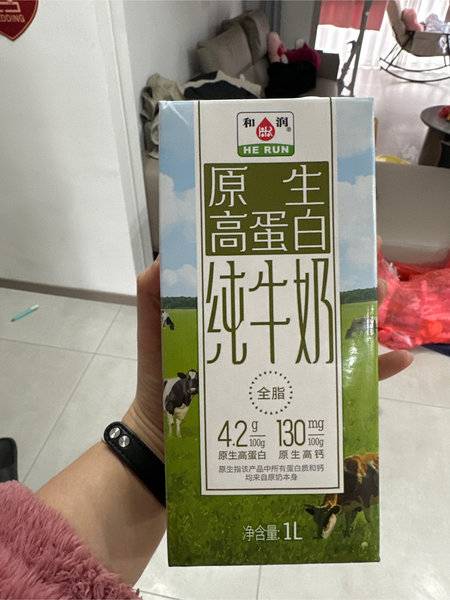 EDDING
和润®
HE RUN
原生
高蛋白
纯牛奶
全脂
4.2g/100g 130mg/100g
原生高蛋白 原生高钙
原生指该产品中所有蛋白质和钙
均来自原奶本身
净含量:1L